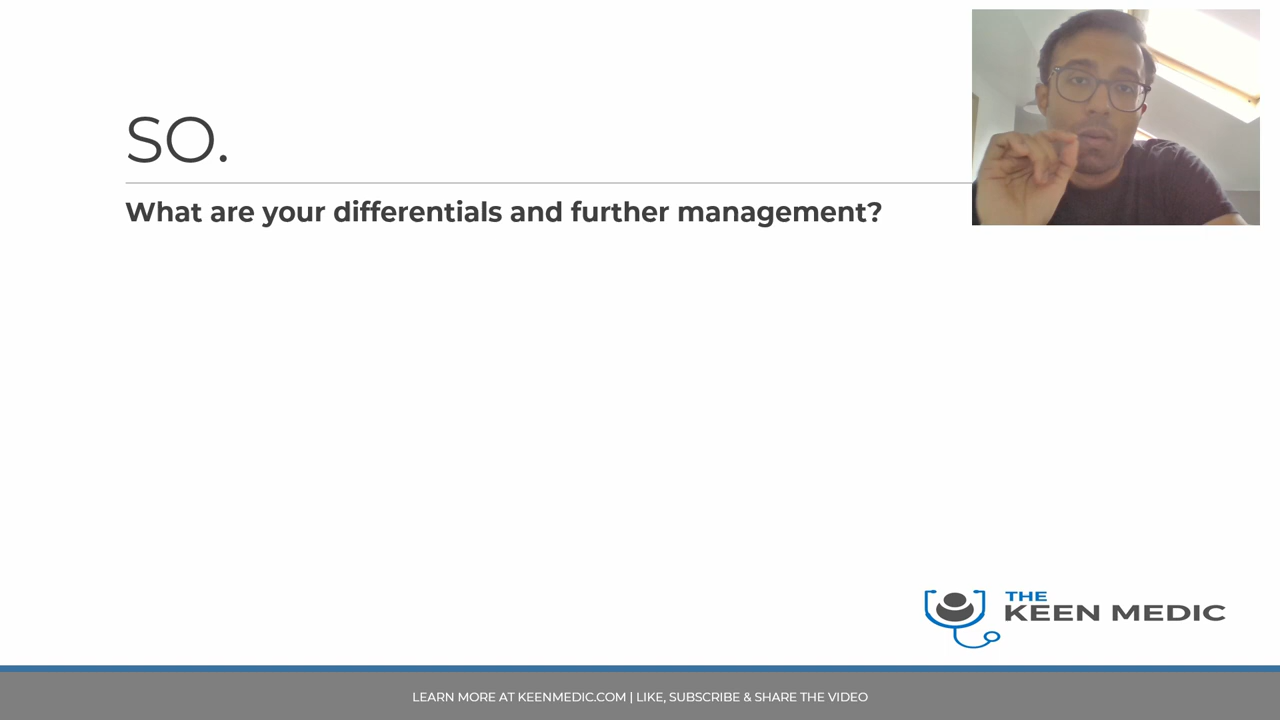 SO.
What are your differentials and further management?
THE
KEEN MEDIC
LEARN MORE AT KEENMEDIC.COM | LIKE, SUBSCRIBE & SHARE THE VIDEO